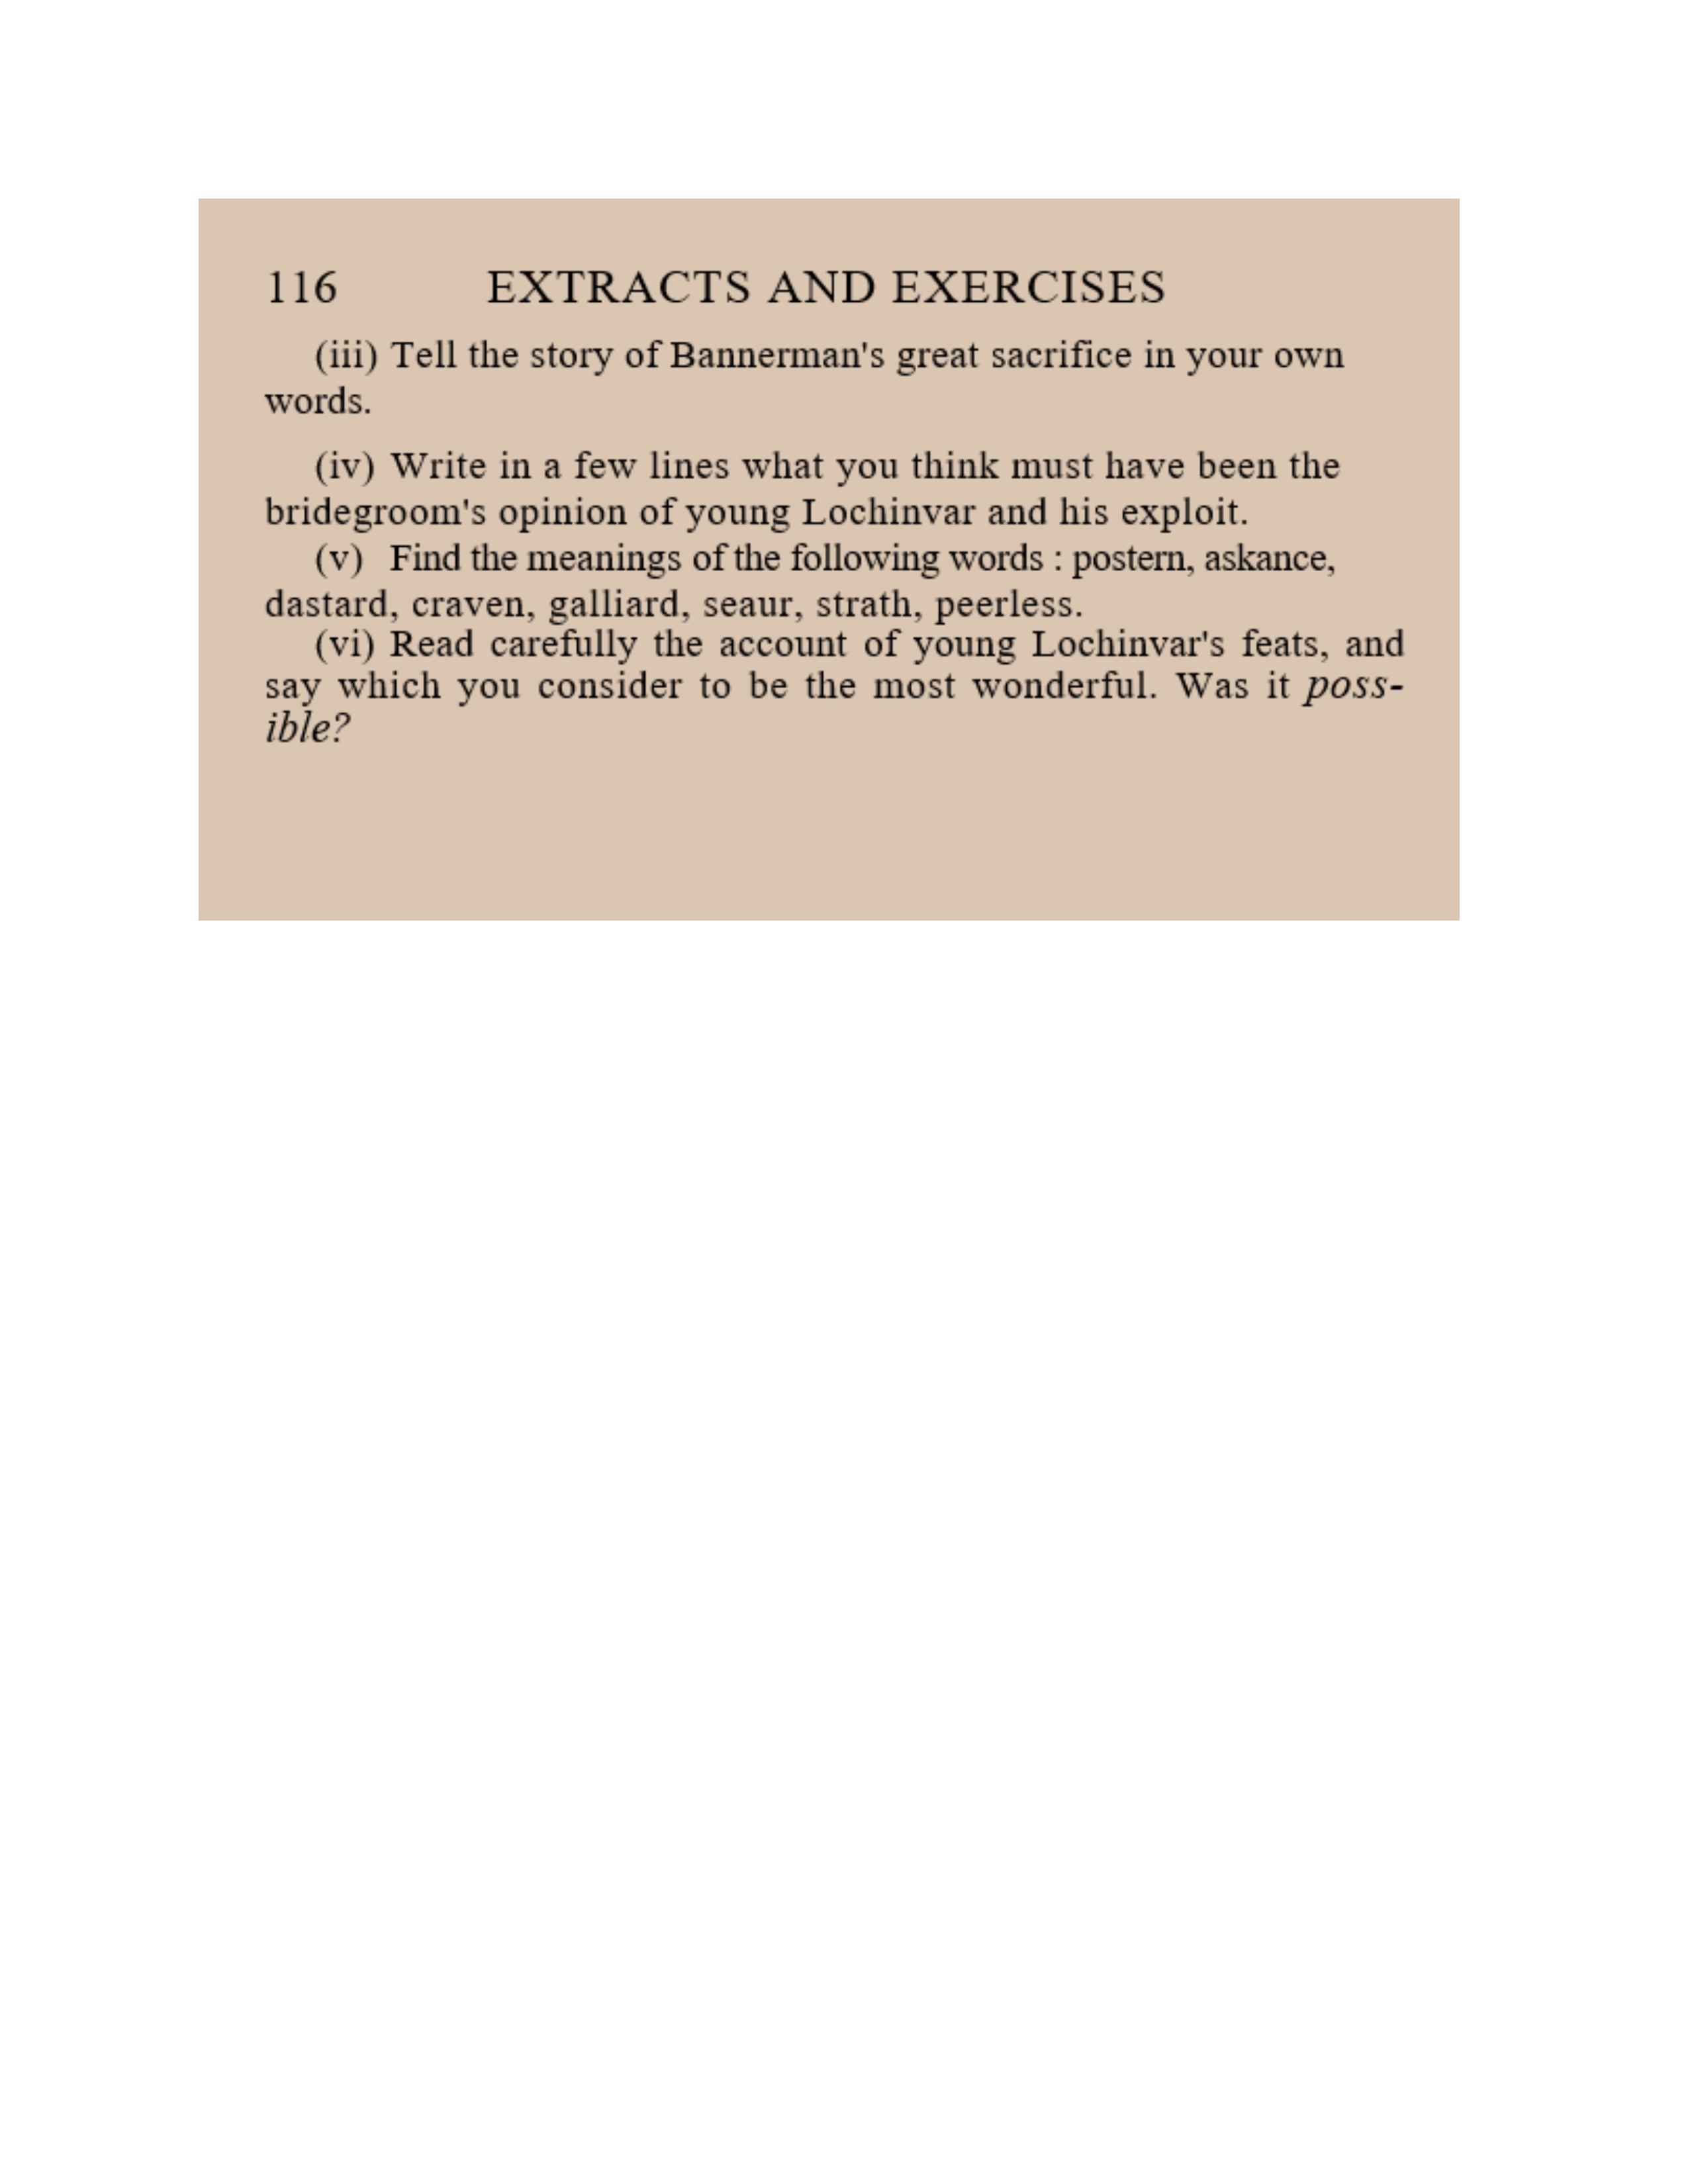 116 EXTRACTS AND EXERCISES
(iii) Tell the story of Bannerman's great sacrifice in your own
words.
(iv) Write in a few lines what you think must have been the
bridegroom's opinion of young Lochinvar and his exploit.
(v) Find the meanings of the following words : postern, askance,
dastard, craven, galliard, seaur, strath, peerless.
(vi) Read carefully the account of young Lochinvar's feats, and
say which you consider to be the most wonderful. Was it poss-
ible?